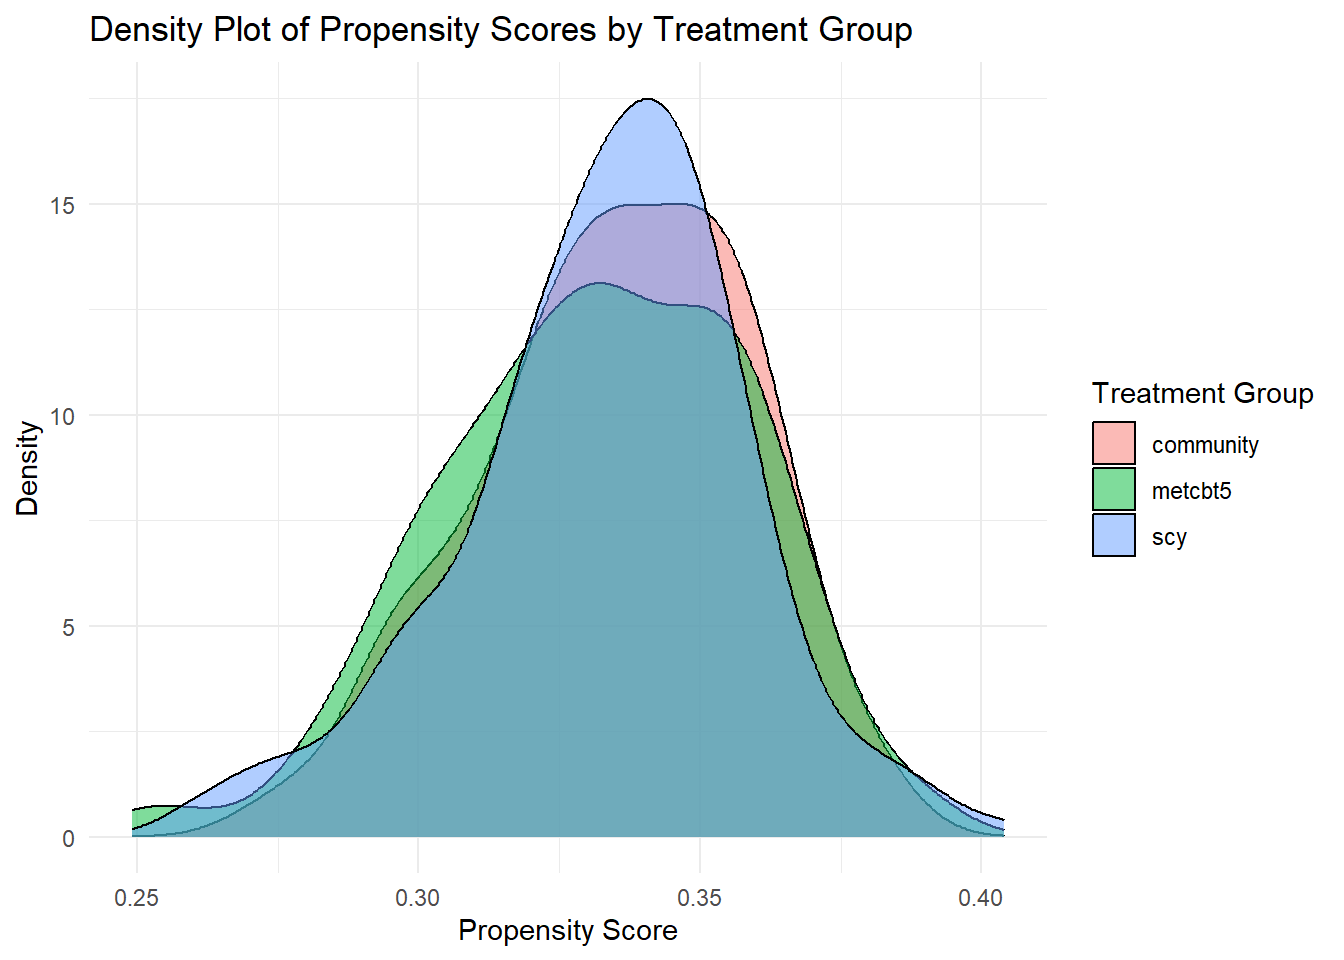 Density Plot of Propensity Scores by Treatment Group
15
10
5
0
Density
0.25
0.30
0.35
0.40
Propensity Score
Treatment Group
community
metcbt5
scy